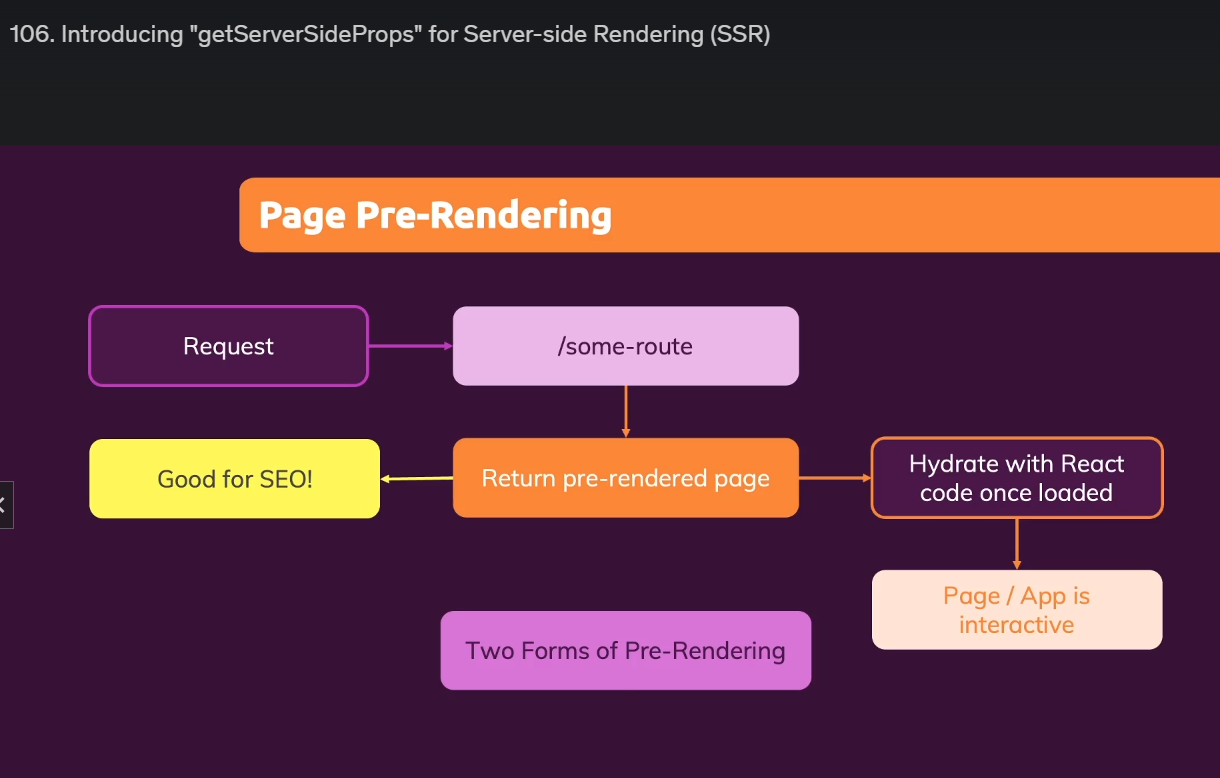 106. Introducing "getServerSideProps" for Server-side Rendering (SSR)
Page Pre-Rendering
Request
/some-route
Good for SEO!
Return pre-rendered page
Hydrate with React
code once loaded
Page / App is
interactive
Two Forms of Pre-Rendering